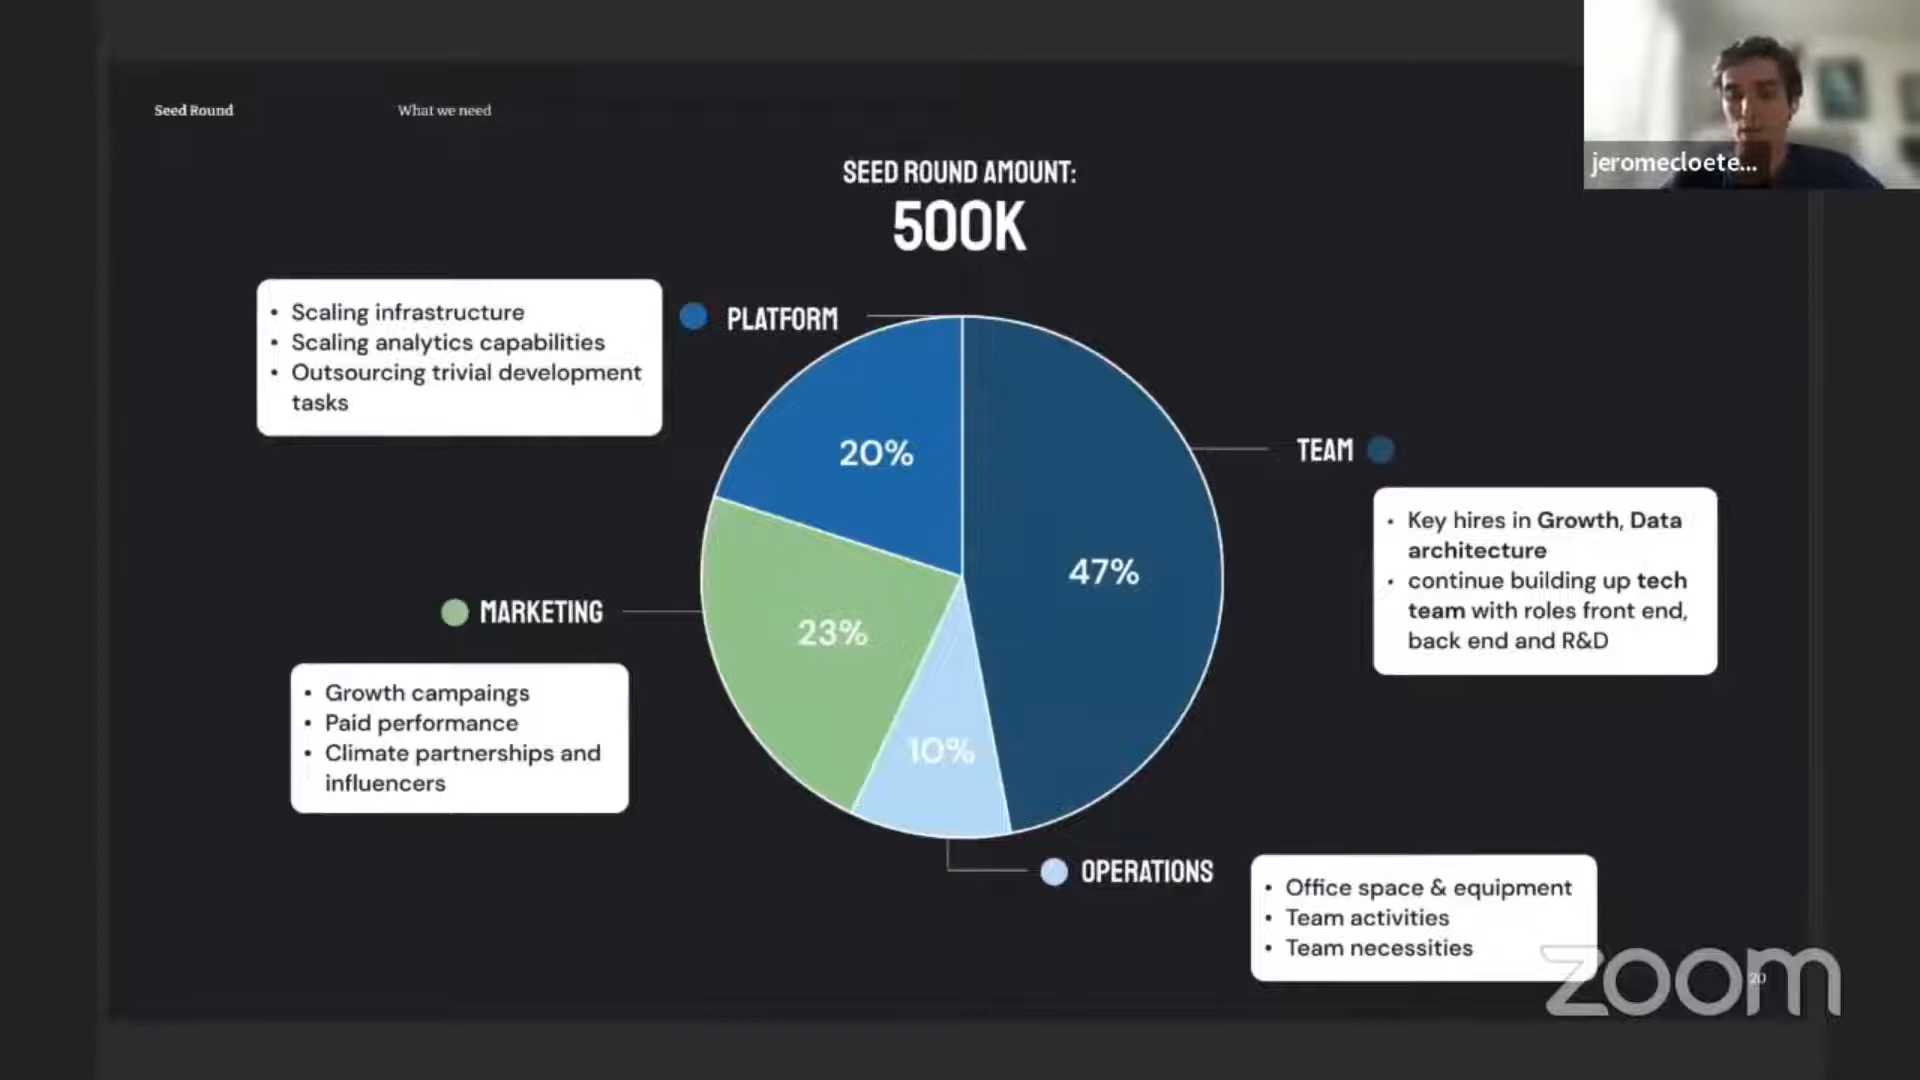 Seed Round
What we need
jeromecloete...
SEED ROUND AMOUNT:
500K
• Scaling infrastructure
• Scaling analytics capabilities
• Outsourcing trivial development
tasks
PLATFORM
20%
TEAM
47%
• Key hires in Growth, Data
architecture
• continue building up tech
team with roles front end,
back end and R&D
MARKETING
23%
• Growth campaings
• Paid performance
• Climate partnerships and
influencers
10%
OPERATIONS
• Office space & equipment
• Team activities
• Team necessities
zoom
20